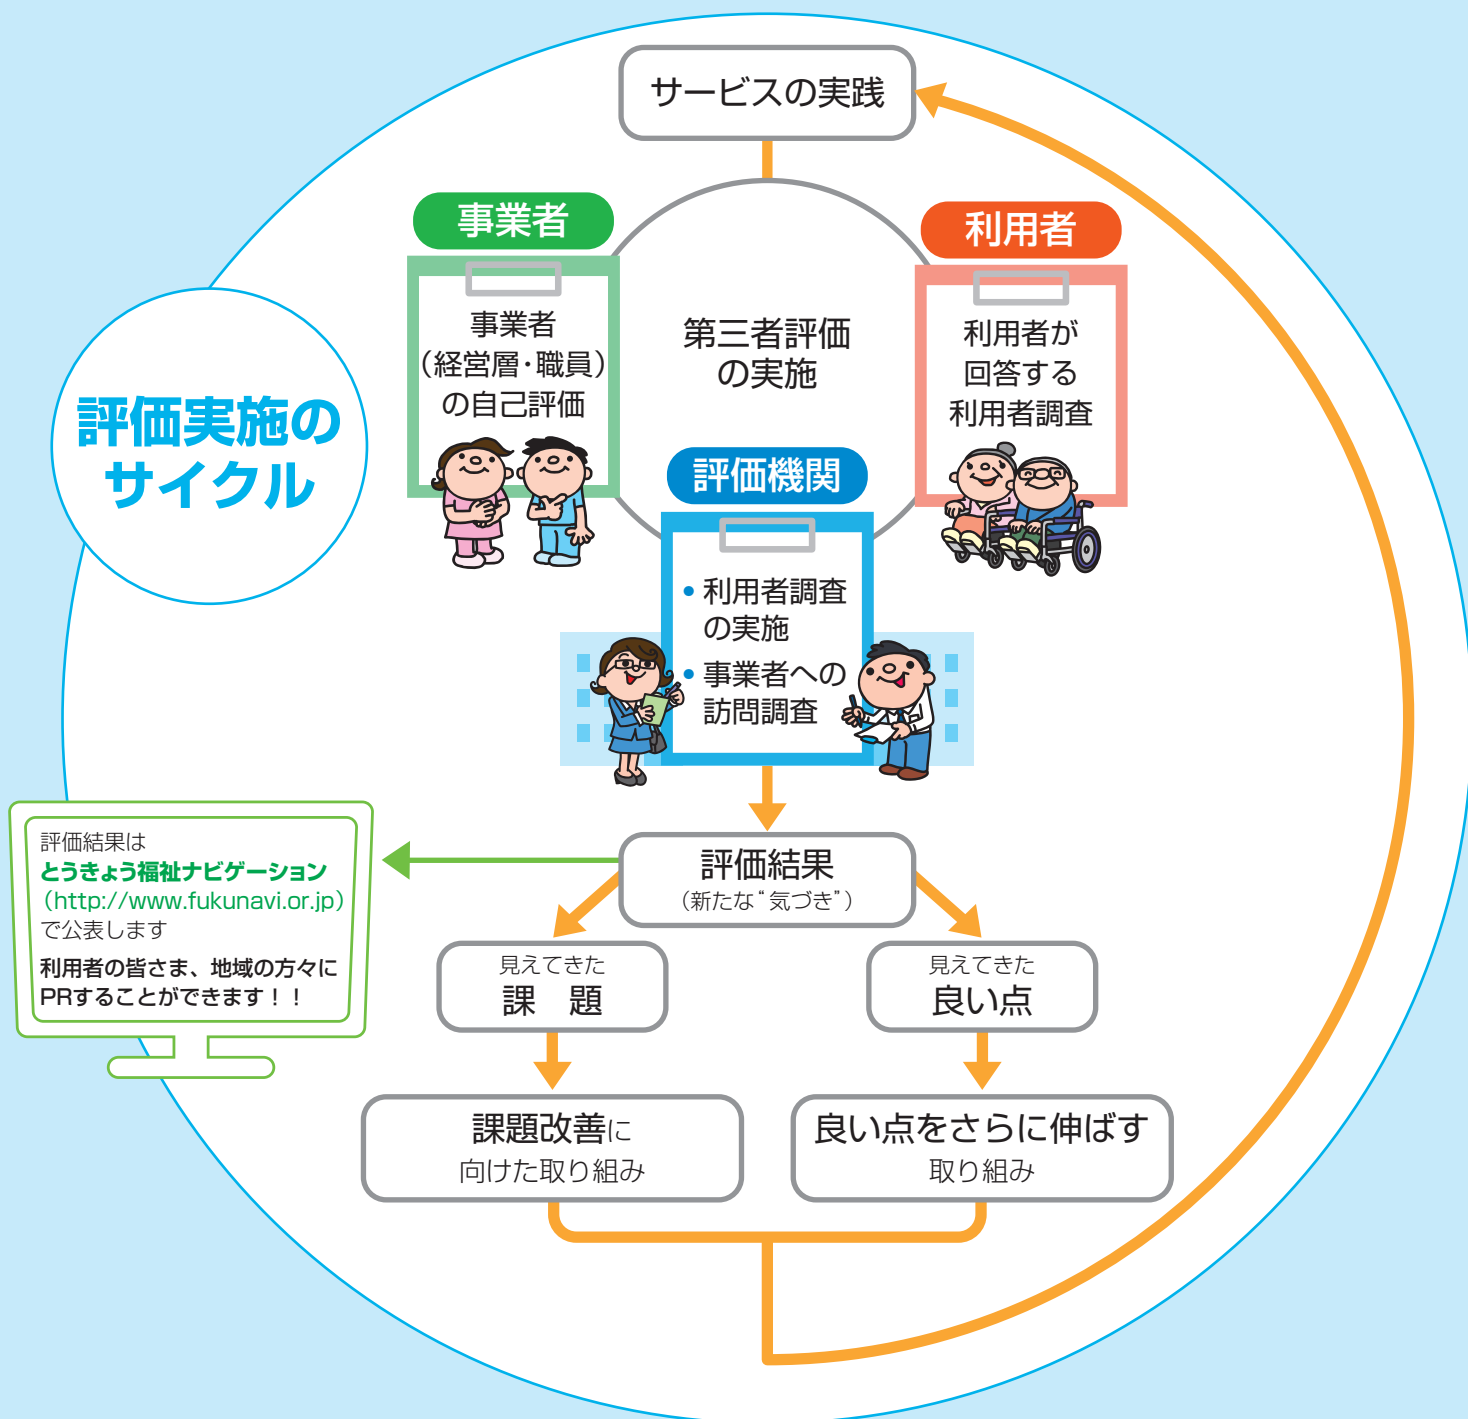 サービスの実践
事業者
事業者
（経営層・職員）
の自己評価
第三者評価
の実施
利用者
利用者が
回答する
利用者調査
評価実施の
サイクル
評価機関
• 利用者調査
の実施
• 事業者への
訪問調査
評価結果
（新たな“気づき”）
評価結果は
とうきょう福祉ナビゲーション
（http://www.fukunavi.or.jp）
で公表します
利用者の皆さま、地域の方々に
PRすることができます！！
見えてきた
課　題
見えてきた
良い点
課題改善に
向けた取り組み
良い点をさらに伸ばす
取り組み